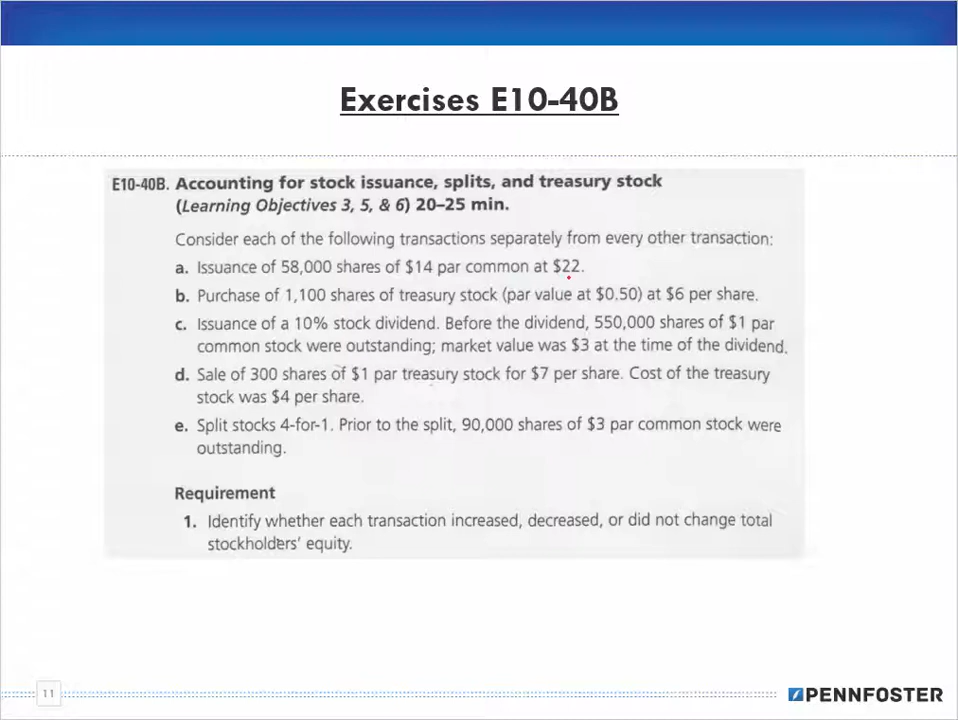 Exercises E10-40B
E10-40B. Accounting for stock issuance, splits, and treasury stock
(Learning Objectives 3, 5, & 6) 20–25 min.
Consider each of the following transactions separately from every other transaction:
a. Issuance of 58,000 shares of $14 par common at $22.
b. Purchase of 1,100 shares of treasury stock (par value at $0.50) at $6 per share.
c. Issuance of a 10% stock dividend. Before the dividend, 550,000 shares of $1 par
common stock were outstanding; market value was $3 at the time of the dividend.
d. Sale of 300 shares of $1 par treasury stock for $7 per share. Cost of the treasury
stock was $4 per share.
e. Split stocks 4-for-1. Prior to the split, 90,000 shares of $3 par common stock were
outstanding.
Requirement
1. Identify whether each transaction increased, decreased, or did not change total
stockholders' equity.
11
PENNFOSTER